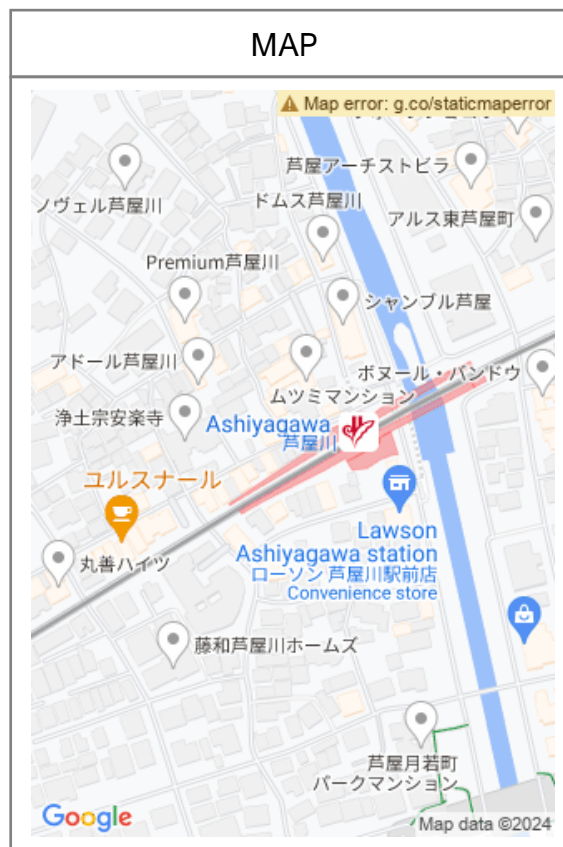 MAP
Map error: g.co/staticmaperror
芦屋アーチストビラ
ノヴェル芦屋川
ドムス芦屋川
アルス東芦屋町
Premium芦屋川
シャンブル芦屋
アドール芦屋川
ボヌール・バンドウ
ムツミマンション
浄土宗安楽寺
Ashiyagawa
芦屋川
ユルスナール
Lawson
Ashiyagawa station
ローソン 芦屋川駅前店
Convenience store
丸善ハイツ
藤和芦屋川ホームズ
芦屋月若町
パークマンション
Google
Map data ©2024